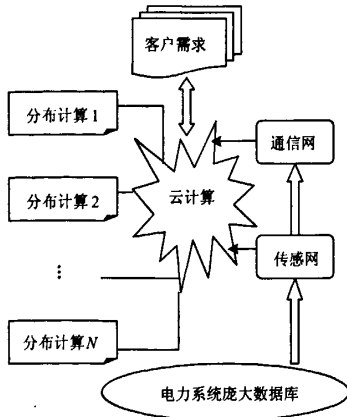 客户需求
分布计算1
通信网
分布计算2
云计算
传感网
⋮
分布计算N
电力系统庞大数据库